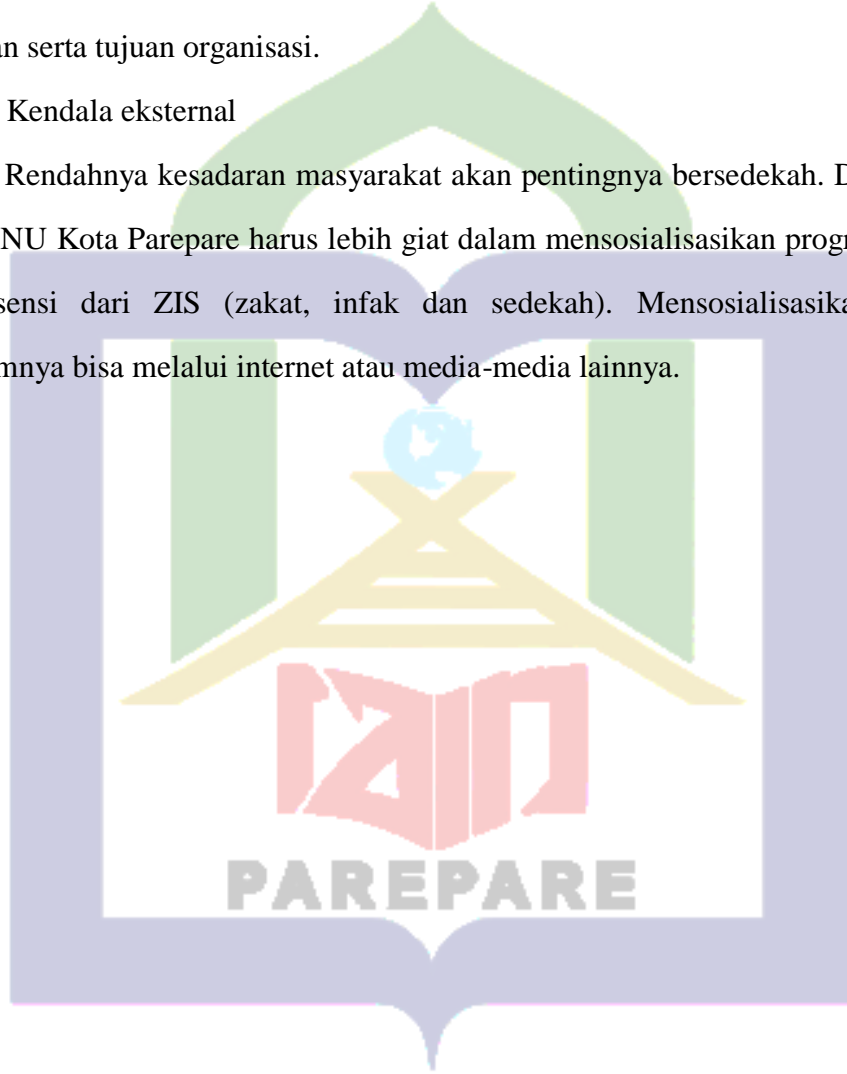 an serta tujuan organisasi.
Kendala eksternal
Rendahnya kesadaran masyarakat akan pentingnya bersedekah. D
NU Kota Parepare harus lebih giat dalam mensosialisasikan progr
sensi dari ZIS (zakat, infak dan sedekah). Mensosialisasika
mnya bisa melalui internet atau media-media lainnya.
iain
PAREPARE